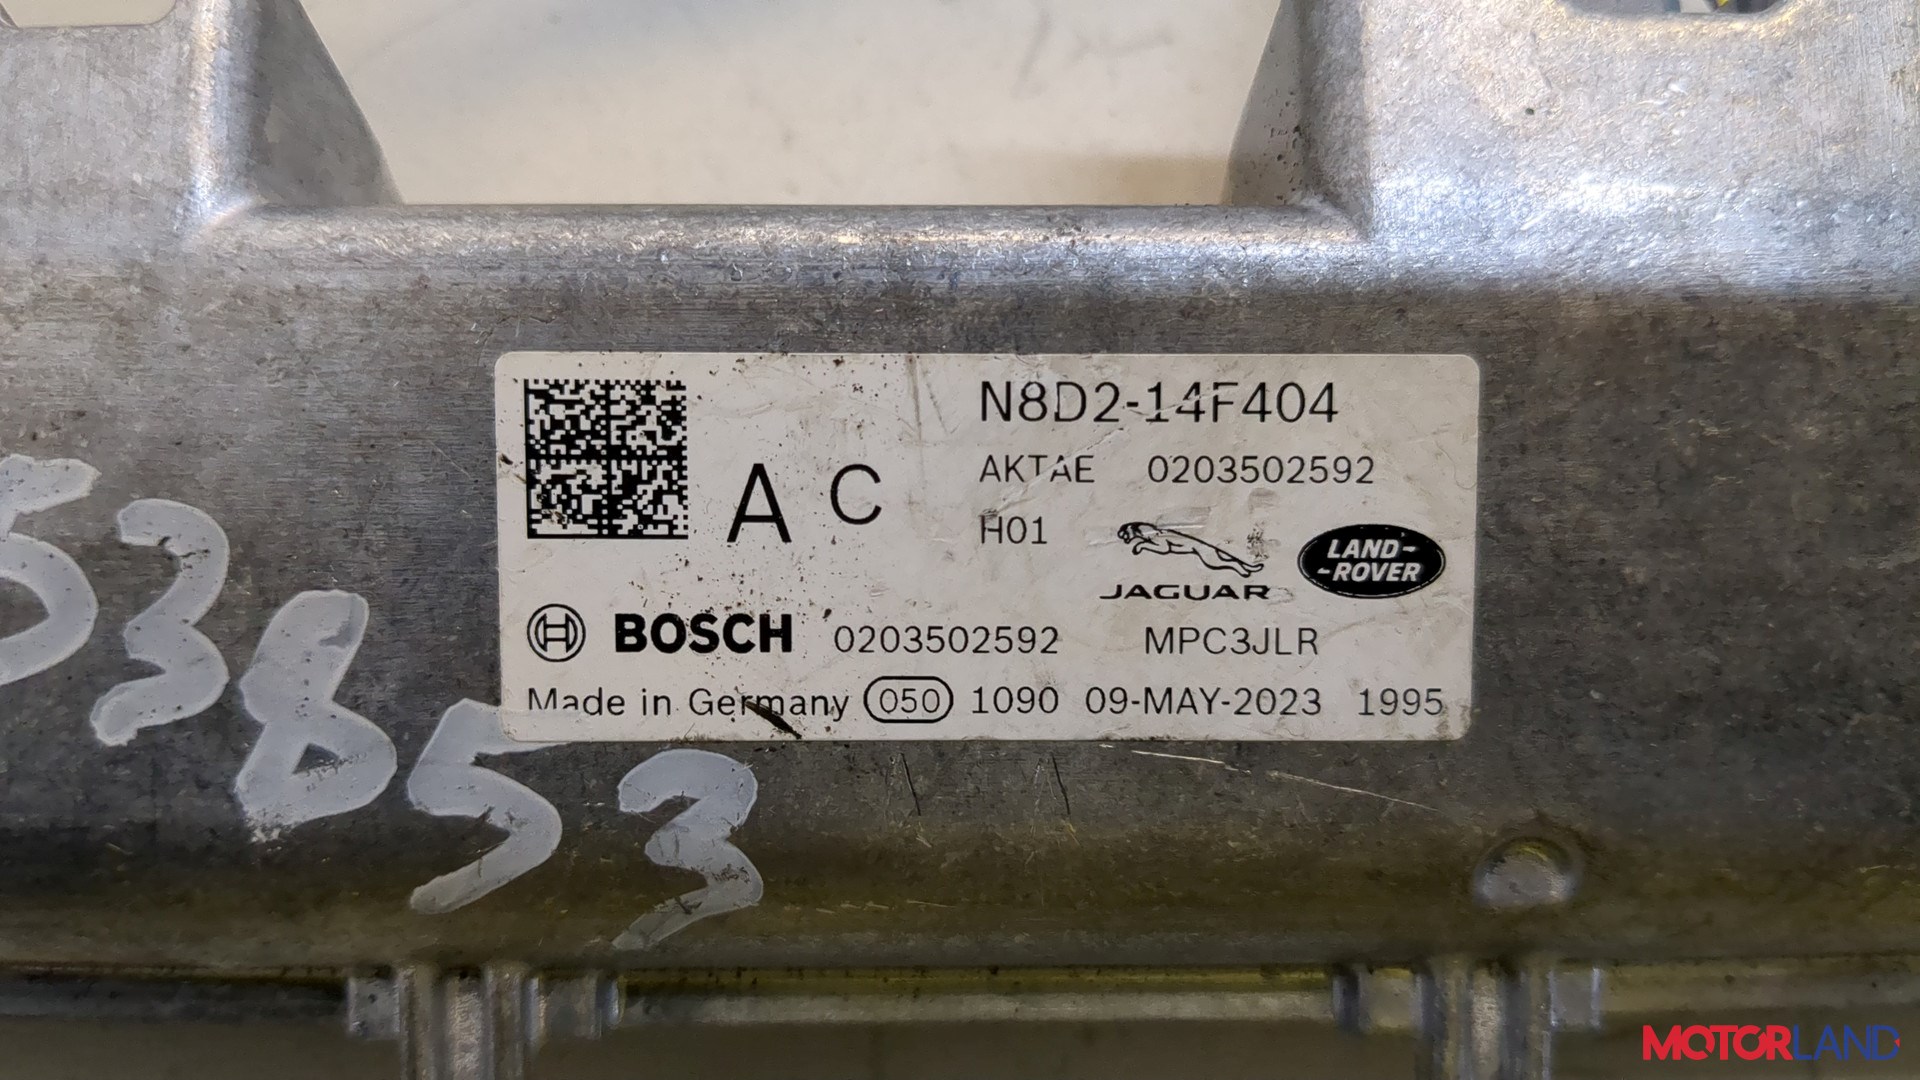 N8D2-14F404
A C
AKTAE 0203502592
H01
JAGUAR
LAND-
-ROVER
BOSCH 0203502592 MPC3JLR
Made in Germany 050 1090 09-MAY-2023 1995
53853
MOTORLAND